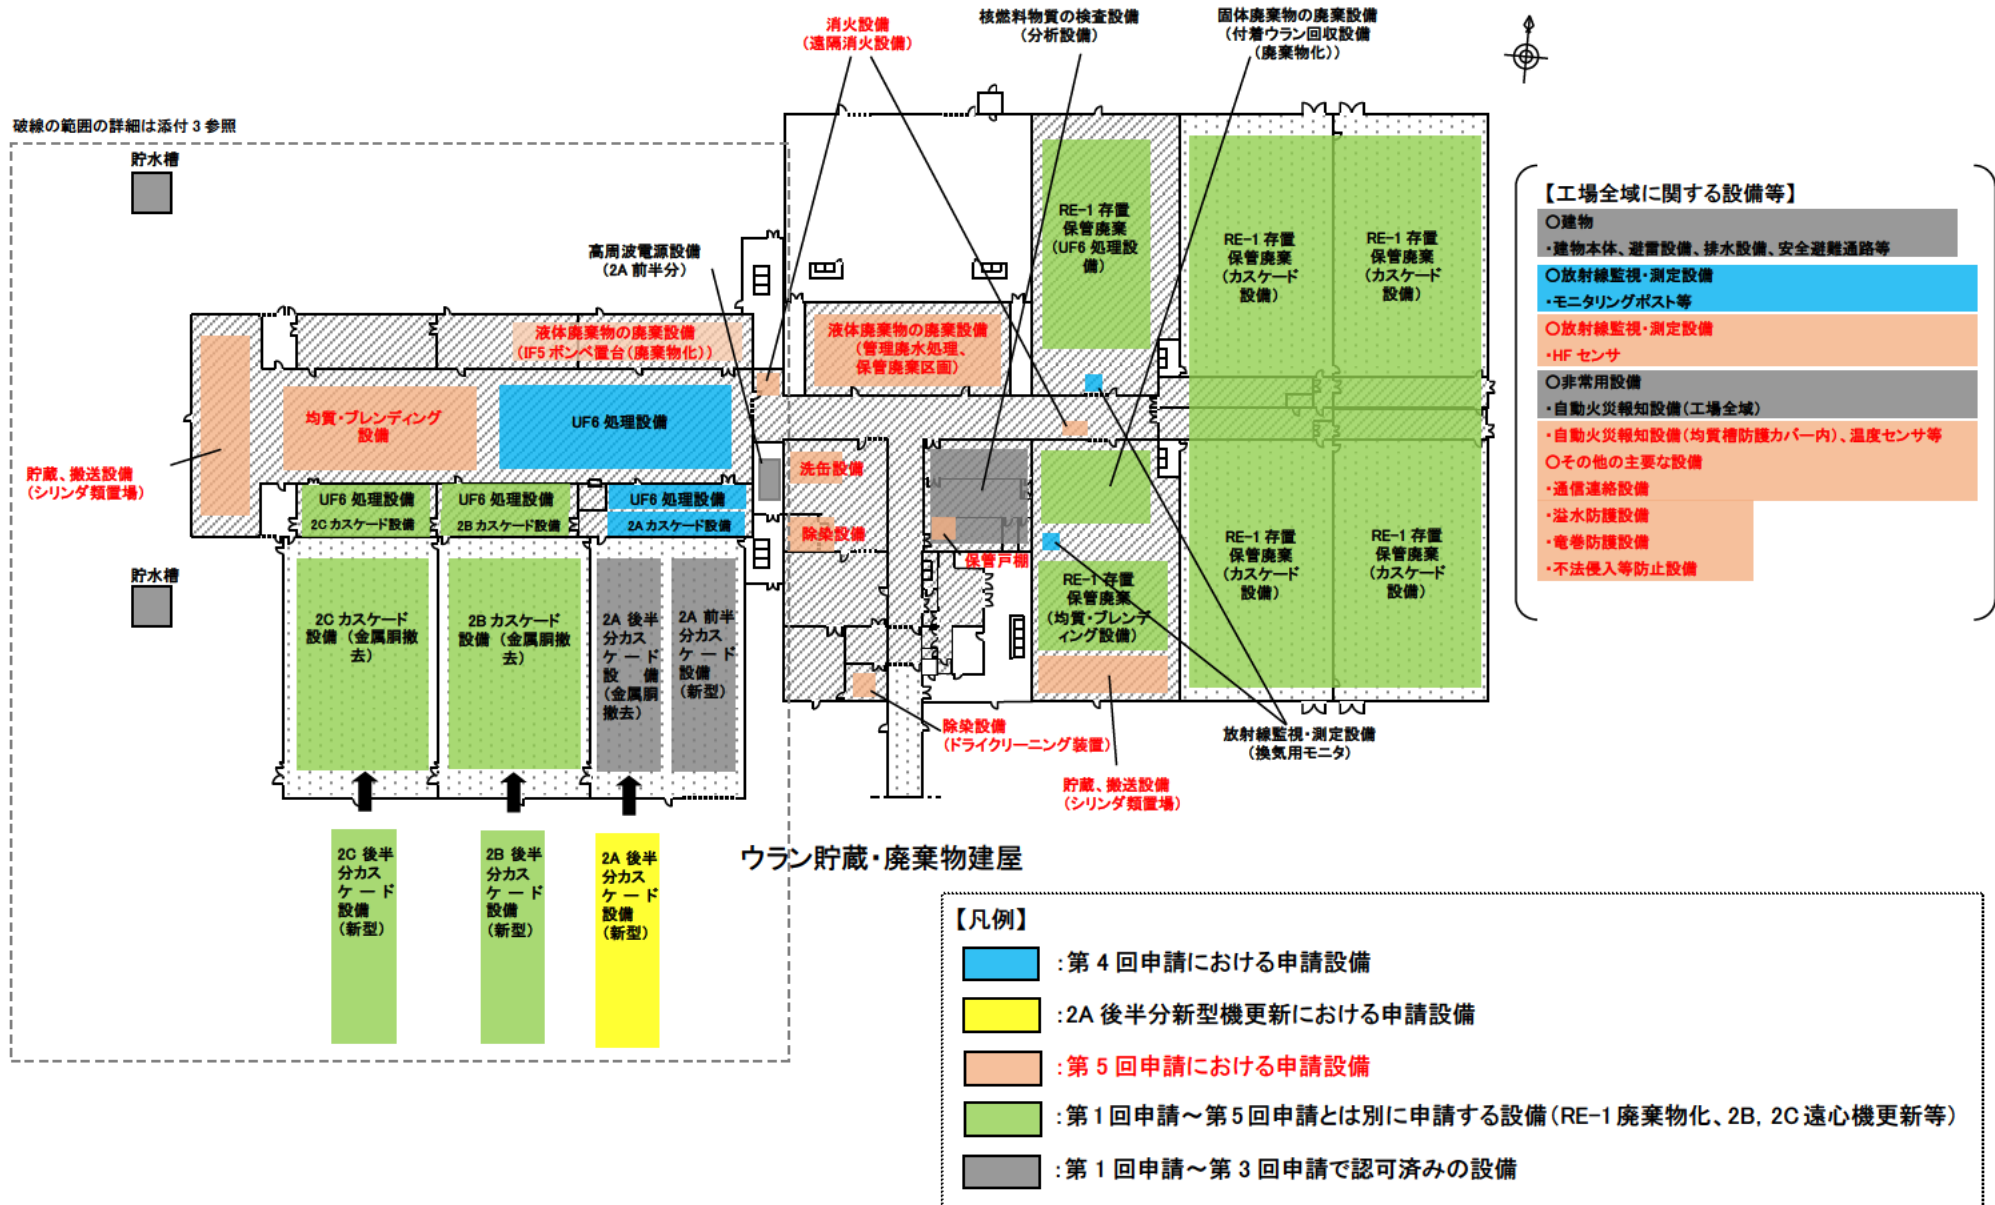 消火設備
(遠隔消火設備)
核燃料物質の検査設備
(分析設備)
固体廃棄物の廃棄設備
(付着ウラン回収設備
(廃棄物化))
破線の範囲の詳細は添付 3 参照
貯水槽
高周波電源設備
(2A 前半分)
RE-1 存置
保管廃棄
(UF6 処理設
備)
RE-1 存置
保管廃棄
(カスケード
設備)
RE-1 存置
保管廃棄
(カスケード
設備)
【工場全域に関する設備等】
○建物
・建物本体、避雷設備、排水設備、安全避難通路等
○放射線監視・測定設備
・モニタリングポスト等
○放射線監視・測定設備
・HF センサ
○非常用設備
・自動火災報知設備(工場全域)
・自動火災報知設備(均質槽防護カバー内)、温度センサ等
○その他の主要な設備
・通信連絡設備
・溢水防護設備
・竜巻防護設備
・不法侵入等防止設備
液体廃棄物の廃棄設備
(IF5 ボンベ置台(廃棄物化))
液体廃棄物の廃棄設備
(管理廃水処理、
保管廃棄区画)
均質・ブレンディング
設備
UF6 処理設備
貯蔵、搬送設備
(シリンダ類置場)
洗缶設備
UF6 処理設備
2C カスケード設備
UF6 処理設備
2B カスケード設備
UF6 処理設備
2A カスケード設備
除染設備
保管戸棚
貯水槽
RE-1 存置
保管廃棄
(均質・ブレンデ
ィング設備)
RE-1 存置
保管廃棄
(カスケード
設備)
RE-1 存置
保管廃棄
(カスケード
設備)
2C カスケード
設備(金属胴撤
去)
2B カスケード
設備(金属胴撤
去)
2A 後半
分カス
ケード
設 備
(金属胴
撤去)
2A 前半
分カス
ケード
設備
(新型)
除染設備
(ドライクリーニング装置)
放射線監視・測定設備
(換気用モニタ)
貯蔵、搬送設備
(シリンダ類置場)
2C 後半
分カス
ケード
設備
(新型)
2B 後半
分カス
ケード
設備
(新型)
2A 後半
分カス
ケード
設備
(新型)
ウラン貯蔵・廃棄物建屋
【凡例】
:第 4 回申請における申請設備
:2A 後半分新型機更新における申請設備
:第 5 回申請における申請設備
:第 1 回申請～第 5 回申請とは別に申請する設備(RE-1 廃棄物化、2B, 2C 遠心機更新等)
:第 1 回申請～第 3 回申請で認可済みの設備